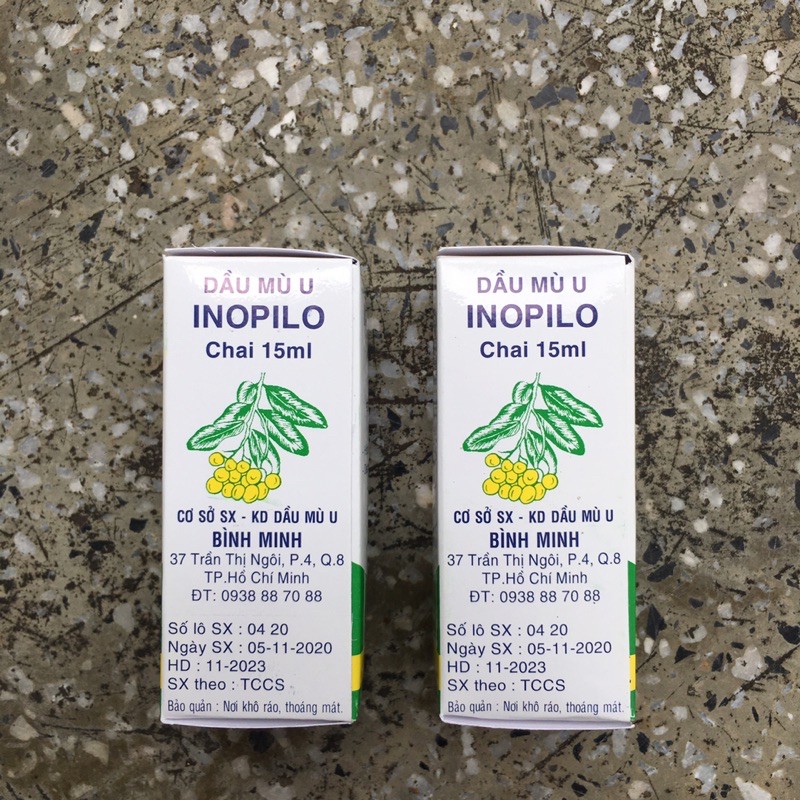 DẦU MÙ U
INOPILO
Chai 15ml
CƠ SỞ SX - KD DẦU MÙ U
BÌNH MINH
37 Trần Thị Ngôi, P.4, Q.8
TP.Hồ Chí Minh
ĐT: 0938 88 70 88
Số lô SX : 04 20
Ngày SX : 05-11-2020
HD : 11-2023
SX theo : TCCS
Bảo quản : Nơi khô ráo, thoáng mát.
DẦU MÙ U
INOPILO
Chai 15ml
CƠ SỞ SX - KD DẦU MÙ U
BÌNH MINH
37 Trần Thị Ngôi, P.4, Q.8
TP.Hồ Chí Minh
ĐT: 0938 88 70 88
Số lô SX : 04 20
Ngày SX : 05-11-2020
HD : 11-2023
SX theo : TCCS
Bảo quản : Nơi khô ráo, thoáng mát.